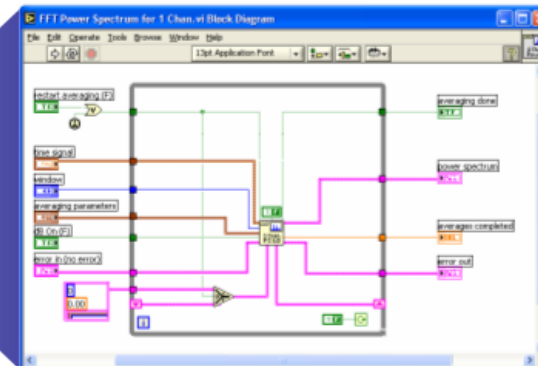 FFT Power Spectrum for 1 Chan.vi Block Diagram
File Edit Operate Tools Browse Window Help
13pt Application Font
restart averaging (F)
averaging done
time signal
power spectrum
window
averaging parameters
dB On (F)
averages completed
error in (no error)
error out
0.00
i